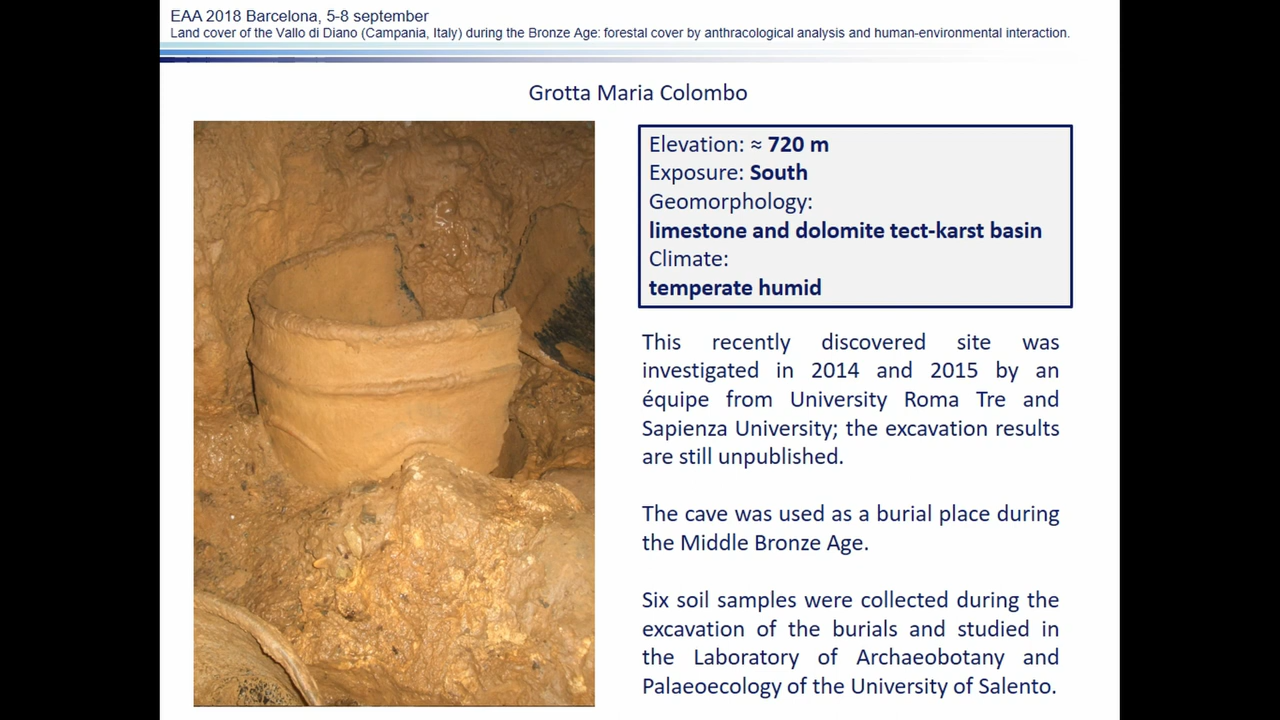 EAA 2018 Barcelona, 5-8 september
Land cover of the Vallo di Diano (Campania, Italy) during the Bronze Age: forestal cover by anthracological analysis and human-environmental interaction.
Grotta Maria Colombo
Elevation: ≈ 720 m
Exposure: South
Geomorphology:
limestone and dolomite tect-karst basin
Climate:
temperate humid
This recently discovered site was
investigated in 2014 and 2015 by an
équipe from University Roma Tre and
Sapienza University; the excavation results
are still unpublished.
The cave was used as a burial place during
the Middle Bronze Age.
Six soil samples were collected during the
excavation of the burials and studied in
the Laboratory of Archaeobotany and
Palaeoecology of the University of Salento.